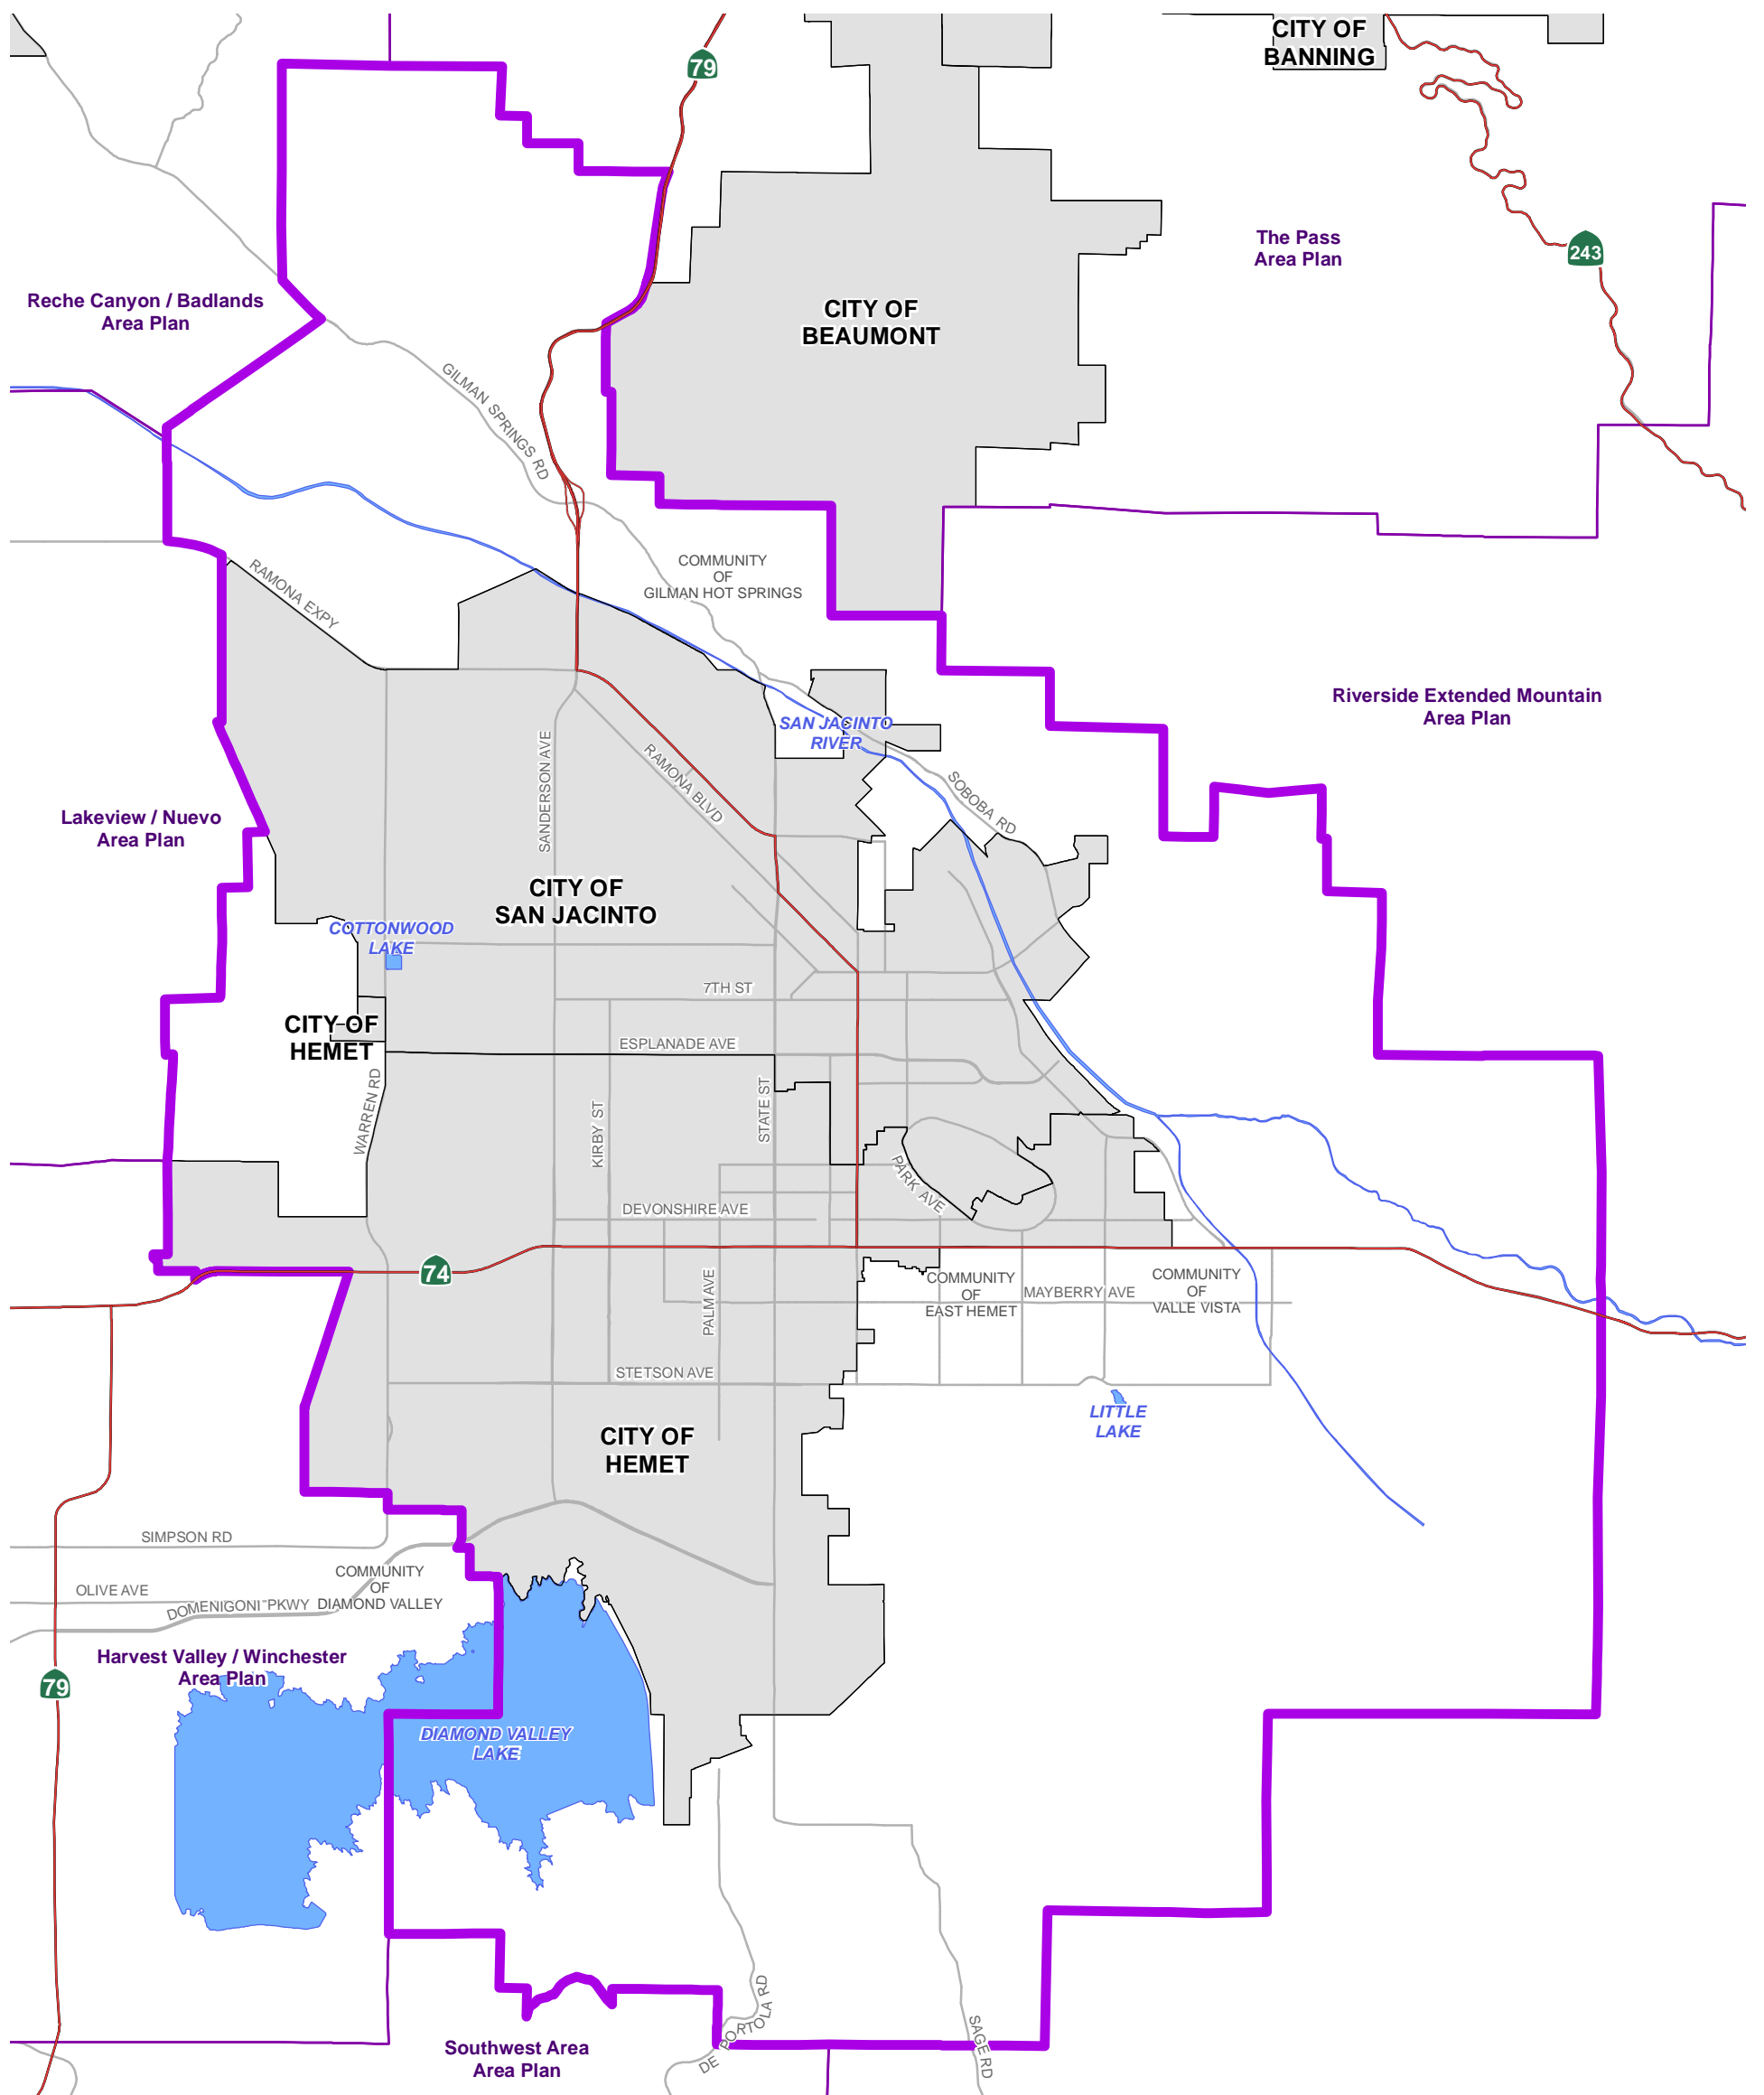 CITY OF
BANNING
79
The Pass
Area Plan
243
Reche Canyon / Badlands
Area Plan
CITY OF
BEAUMONT
GILMAN SPRINGS RD
COMMUNITY
OF
GILMAN HOT SPRINGS
RAMONA EXPY
Riverside Extended Mountain
Area Plan
SAN JACINTO
RIVER
SANDERSON AVE
RAMONA BLVD
SOBOBA RD
Lakeview / Nuevo
Area Plan
CITY OF
SAN JACINTO
COTTONWOOD
LAKE
7TH ST
CITY OF
HEMET
ESPLANADE AVE
WARREN RD
KIRBY ST
STATE ST
PARK AVE
DEVONSHIRE AVE
74
PALM AVE
COMMUNITY
OF
EAST HEMET
MAYBERRY AVE
COMMUNITY
OF
VALLE VISTA
STETSON AVE
LITTLE
LAKE
CITY OF
HEMET
SIMPSON RD
COMMUNITY
OF
DIAMOND VALLEY
OLIVE AVE
DOMENIGONI PKWY
Harvest Valley / Winchester
Area Plan
79
DIAMOND VALLEY
LAKE
DE PORTOLA RD
SAGE RD
Southwest Area
Area Plan